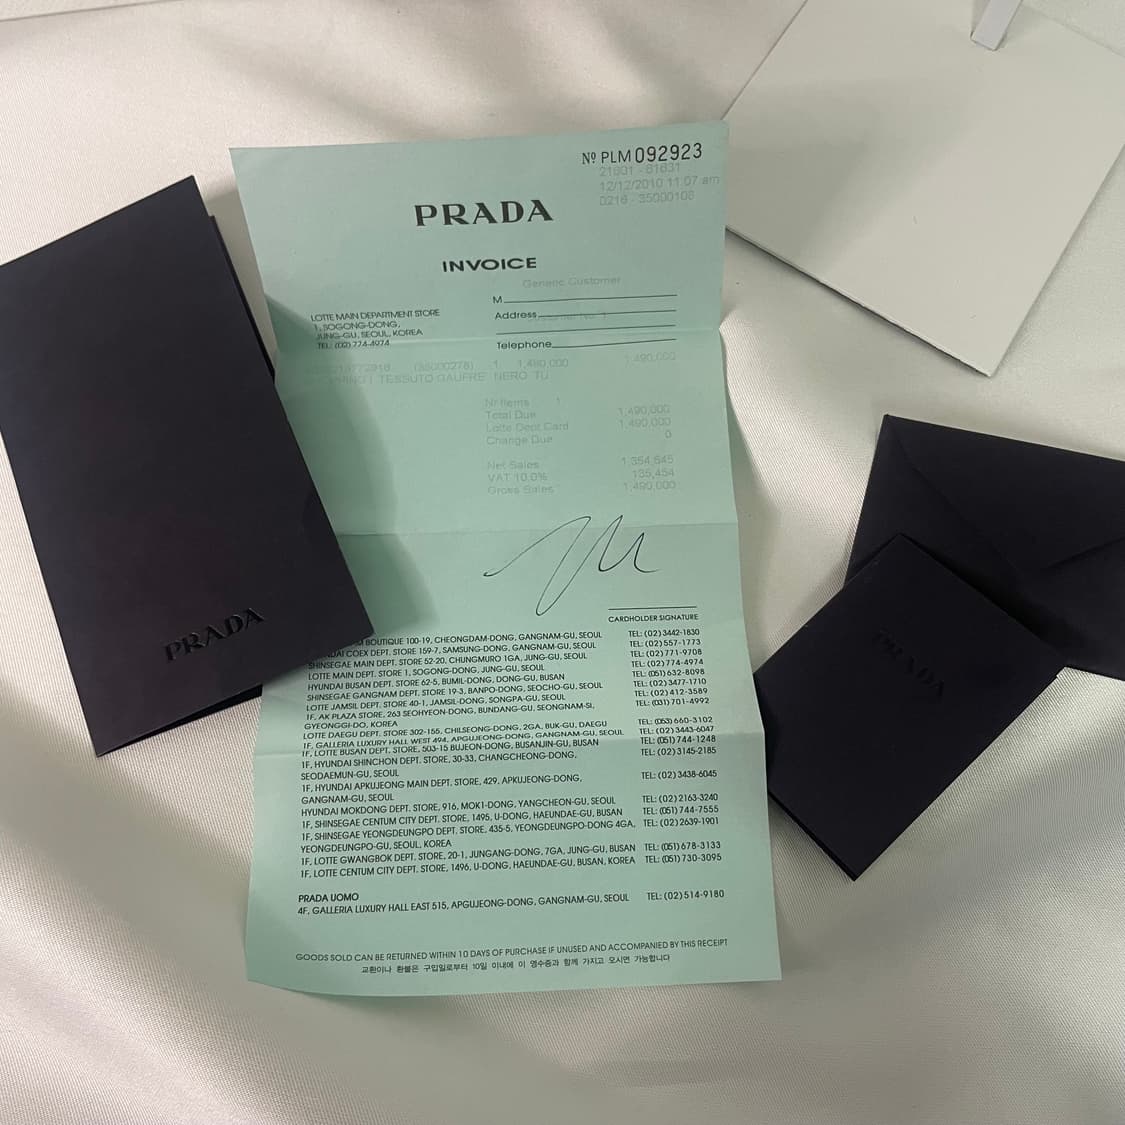 Nº PLM 092923
21801 - 81631
12/12/2010 11:07 am
0216 - 35000106
PRADA
INVOICE
Generic Customer
M
Address
Telephone
LOTTE MAIN DEPARTMENT STORE
1, SOGONG-DONG,
JUNG-GU, SEOUL, KOREA
TEL: (02) 774-4974
(35000278) 1 1,490,000 1,490,000
TESSUTO GAUFRE' NERO TU
Nr Items 1
Total Due 1,490,000
Lotte Dept Card 1,490,000
Change Due 0
Net Sales 1 354,545
VAT 10.0% 135,454
Gross Sales 1,490,000
CARDHOLDER SIGNATURE
BOUTIQUE 100-19, CHEONGDAM-DONG, GANGNAM-GU, SEOUL TEL: (02) 3442-1830
COEX DEPT. STORE 159-7, SAMSUNG-DONG, GANGNAM-GU, SEOUL TEL: (02) 557-1773
SHINSEGAE MAIN DEPT. STORE 52-20, CHUNGMURO 1GA, JUNG-GU, SEOUL TEL: (02) 771-9708
LOTTE MAIN DEPT. STORE 1, SOGONG-DONG, JUNG-GU, SEOUL TEL: (02) 774-4974
HYUNDAI BUSAN DEPT. STORE 62-5, BUMIL-DONG, DONG-GU, BUSAN TEL: (051) 632-8098
SHINSEGAE GANGNAM DEPT. STORE 19-3, BANPO-DONG, SEOCHO-GU, SEOUL TEL: (02) 3477-1710
LOTTE JAMSIL DEPT. STORE 40-1, JAMSIL-DONG, SONGPA-GU, SEOUL TEL: (02) 412-3589
1F, AK PLAZA STORE, 263 SEOHYEON-DONG, BUNDANG-GU, SEONGNAM-SI, TEL: (031) 701-4992
GYEONGGI-DO, KOREA
LOTTE DAEGU DEPT. STORE 302-155, CHILSEONG-DONG, 2GA, BUK-GU, DAEGU TEL: (053) 660-3102
1F, GALLERIA LUXURY HALL WEST 494, APGUJEONG-DONG, GANGNAM-GU, SEOUL TEL: (02) 3443-6047
1F, LOTTE BUSAN DEPT. STORE, 503-15 BUJEON-DONG, BUSANJIN-GU, BUSAN TEL: (051) 744-1248
1F, HYUNDAI SHINCHON DEPT. STORE, 30-33, CHANGCHEONG-DONG, TEL: (02) 3145-2185
SEODAEMUN-GU, SEOUL
1F, HYUNDAI APKUJEONG MAIN DEPT. STORE, 429, APKUJEONG-DONG, TEL: (02) 3438-6045
GANGNAM-GU, SEOUL
HYUNDAI MOKDONG DEPT. STORE, 916, MOK1-DONG, YANGCHEON-GU, SEOUL TEL: (02) 2163-3240
1F, SHINSEGAE CENTUM CITY DEPT. STORE, 1495, U-DONG, HAEUNDAE-GU, BUSAN TEL: (051) 744-7555
1F, SHINSEGAE YEONGDEUNGPO DEPT. STORE, 435-5, YEONGDEUNGPO-DONG 4GA, TEL: (02) 2639-1901
YEONGDEUNGPO-GU, SEOUL, KOREA
1F, LOTTE GWANGBOK DEPT. STORE, 20-1, JUNGANG-DONG, 7GA, JUNG-GU, BUSAN TEL: (051) 678-3133
1F, LOTTE CENTUM CITY DEPT. STORE, 1496, U-DONG, HAEUNDAE-GU, BUSAN, KOREA TEL: (051) 730-3095
PRADA UOMO
4F, GALLERIA LUXURY HALL EAST 515, APGUJEONG-DONG, GANGNAM-GU, SEOUL TEL: (02) 514-9180
GOODS SOLD CAN BE RETURNED WITHIN 10 DAYS OF PURCHASE IF UNUSED AND ACCOMPANIED BY THIS RECEIPT
교환이나 환불은 구입일로부터 10일 이내에 이 영수증과 함께 가지고 오시면 가능합니다
PRADA
PRADA